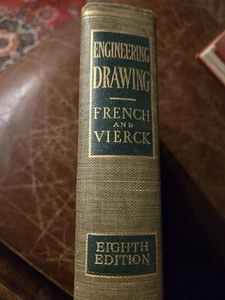 ENGINEERING
DRAWING
FRENCH
AND
VIERCK
EIGHTH
EDITION